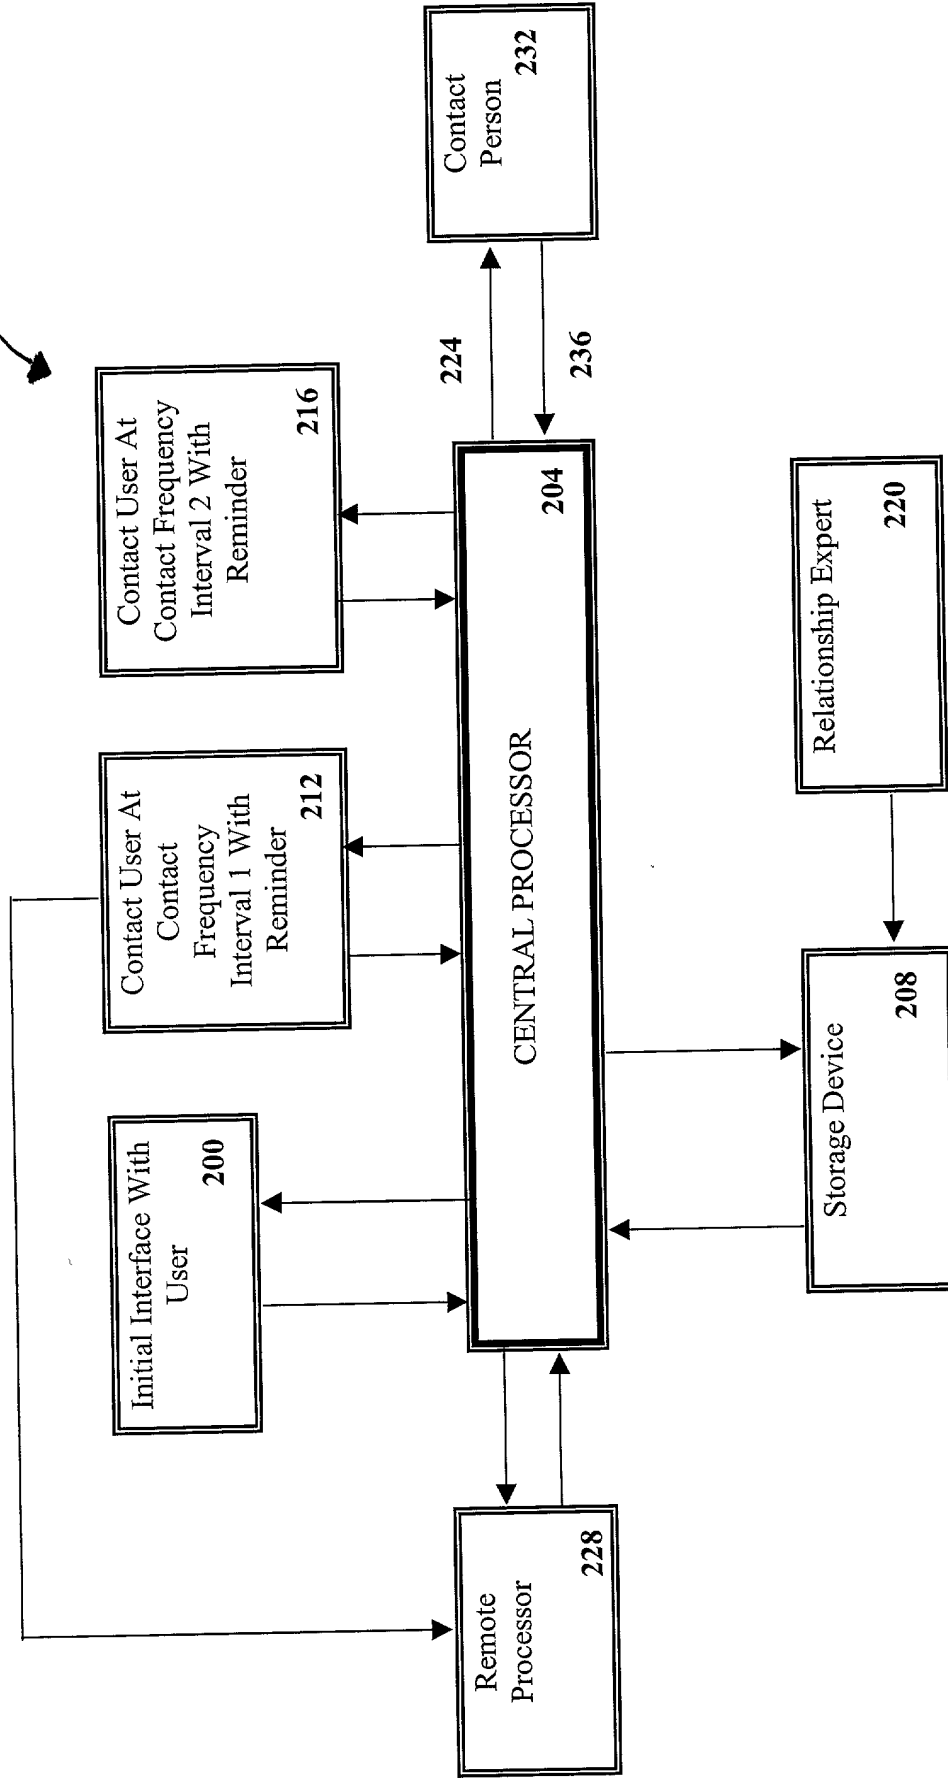 Contact User At
Contact Frequency
Interval 2 With
Reminder
216
Contact User At
Contact
Frequency
Interval 1 With
Reminder
212
Initial Interface With
User
200
Remote
Processor
228
CENTRAL PROCESSOR
204
224
236
Contact
Person
232
Storage Device
208
Relationship Expert
220